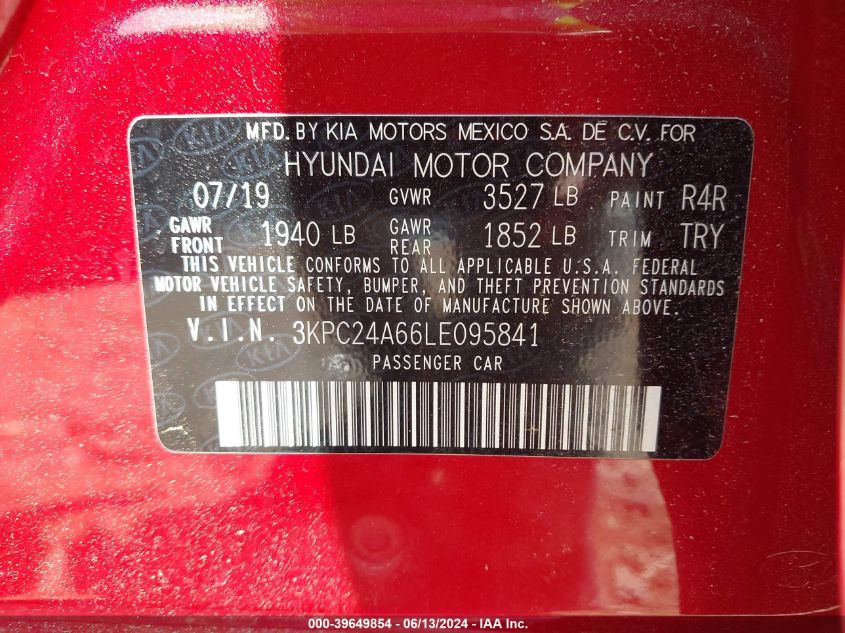 MFD. BY KIA MOTORS MEXICO S.A. DE C.V. FOR
HYUNDAI MOTOR COMPANY
07/19 GVWR 3527 LB PAINT R4R
GAWR FRONT 1940 LB GAWR REAR 1852 LB TRIM TRY
THIS VEHICLE CONFORMS TO ALL APPLICABLE U.S.A. FEDERAL
MOTOR VEHICLE SAFETY, BUMPER, AND THEFT PREVENTION STANDARDS
IN EFFECT ON THE DATE OF MANUFACTURE SHOWN ABOVE.
V.I.N. 3KPC24A66LE095841
PASSENGER CAR
000-39649854 / 06/13/2024 - IAA Inc.